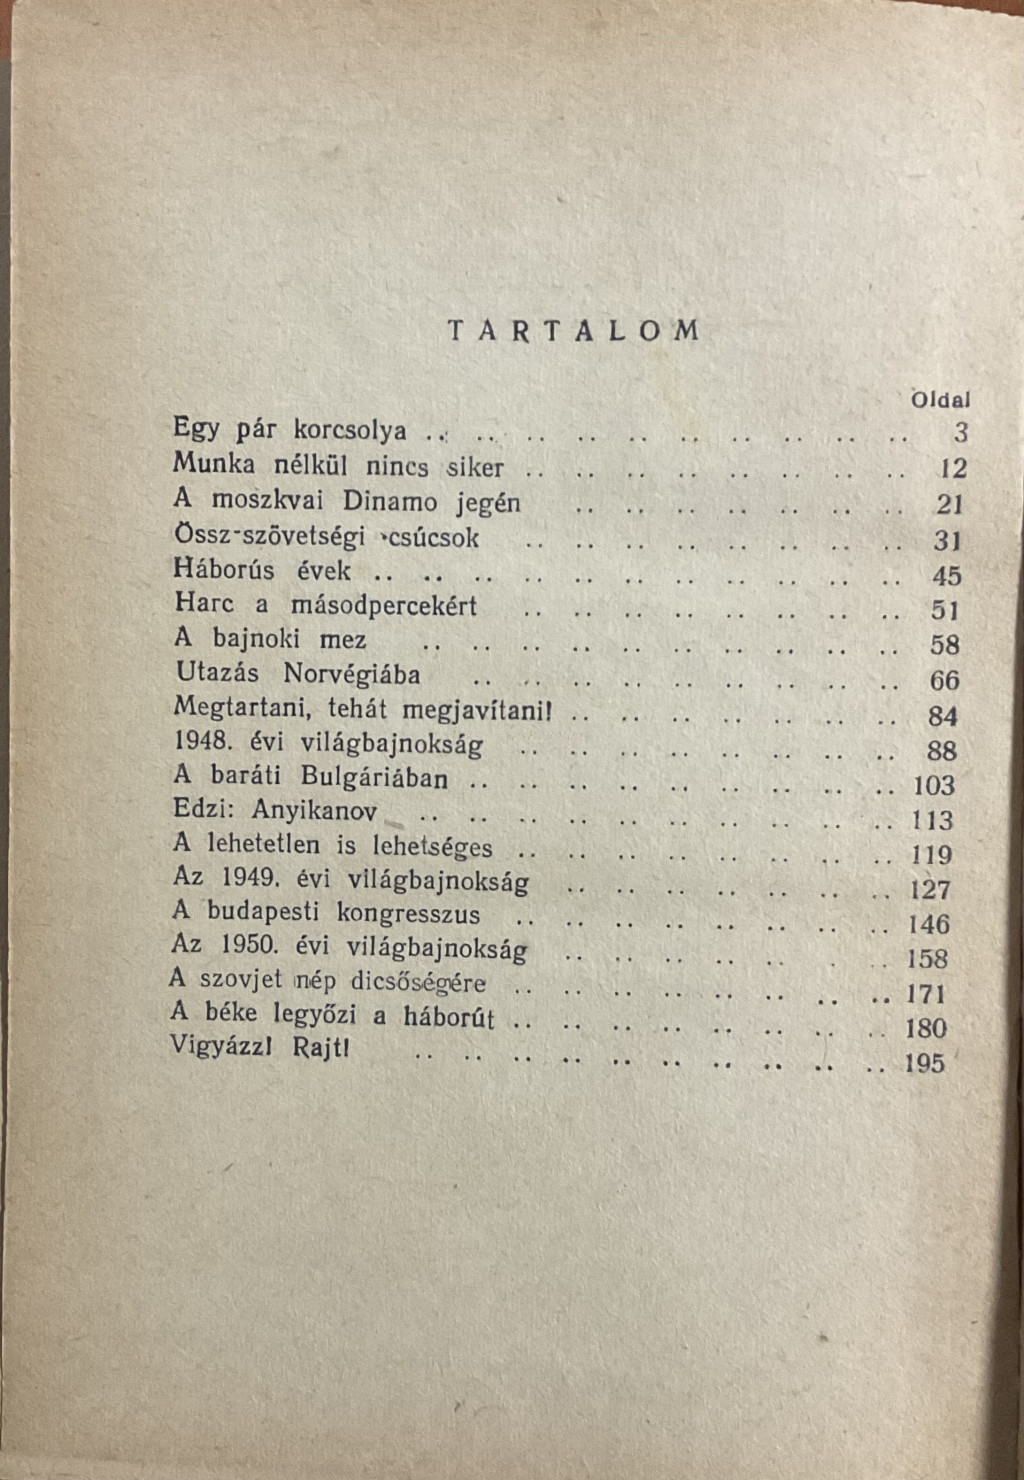 TARTALOM
Oldal
Egy pár korcsolya .. .. .. .. .. .. .. .. .. .. 3
Munka nélkül nincs siker .. .. .. .. .. .. .. .. 12
A moszkvai Dinamo jegén .. .. .. .. .. .. .. 21
Össz-szövetségi csúcsok .. .. .. .. .. .. .. .. 31
Háborús évek .. .. .. .. .. .. .. .. .. .. .. 45
Harc a másodpercekért .. .. .. .. .. .. .. .. 51
A bajnoki mez .. .. .. .. .. .. .. .. .. .. 58
Utazás Norvégiába .. .. .. .. .. .. .. .. .. 66
Megtartani, tehát megjavítani! .. .. .. .. .. .. .. 84
1948. évi világbajnokság .. .. .. .. .. .. .. .. 88
A baráti Bulgáriában .. .. .. .. .. .. .. .. .. 103
Edzi: Anyikanov .. .. .. .. .. .. .. .. .. .. 113
A lehetetlen is lehetséges .. .. .. .. .. .. .. .. 119
Az 1949. évi világbajnokság .. .. .. .. .. .. .. 127
A budapesti kongresszus .. .. .. .. .. .. .. .. 146
Az 1950. évi világbajnokság .. .. .. .. .. . .. 158
A szovjet nép dicsőségére .. .. .. .. .. .. .. .. 171
A béke legyőzi a háborút .. .. .. .. .. .. .. .. 180
Vigyázz! Rajt! .. .. .. .. .. .. .. .. .. .. 195